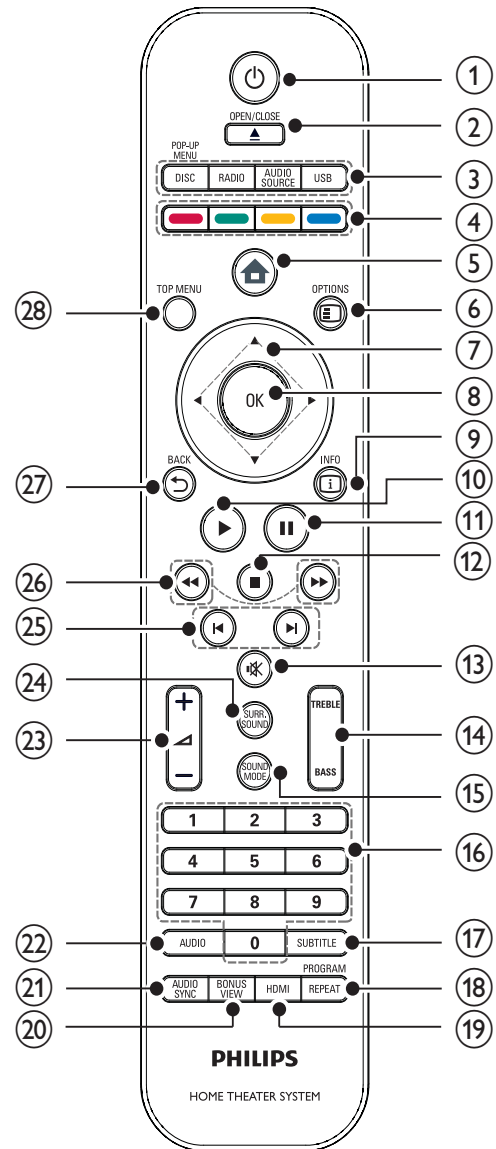 1
OPEN/CLOSE
2
POP-UP
MENU
DISC RADIO AUDIO SOURCE USB
3
4
5
TOP MENU OPTIONS
28 6
7
OK
8
9
BACK INFO
27 10
i
11
12
26
25
13
24
SURR. SOUND
TREBLE
23 14
SOUND MODE
BASS
15
1 2 3
16
4 5 6
7 8 9
22 AUDIO 0 SUBTITLE 17
PROGRAM
21 AUDIO SYNC BONUS VIEW HDMI REPEAT 18
20 19
PHILIPS
HOME THEATER SYSTEM